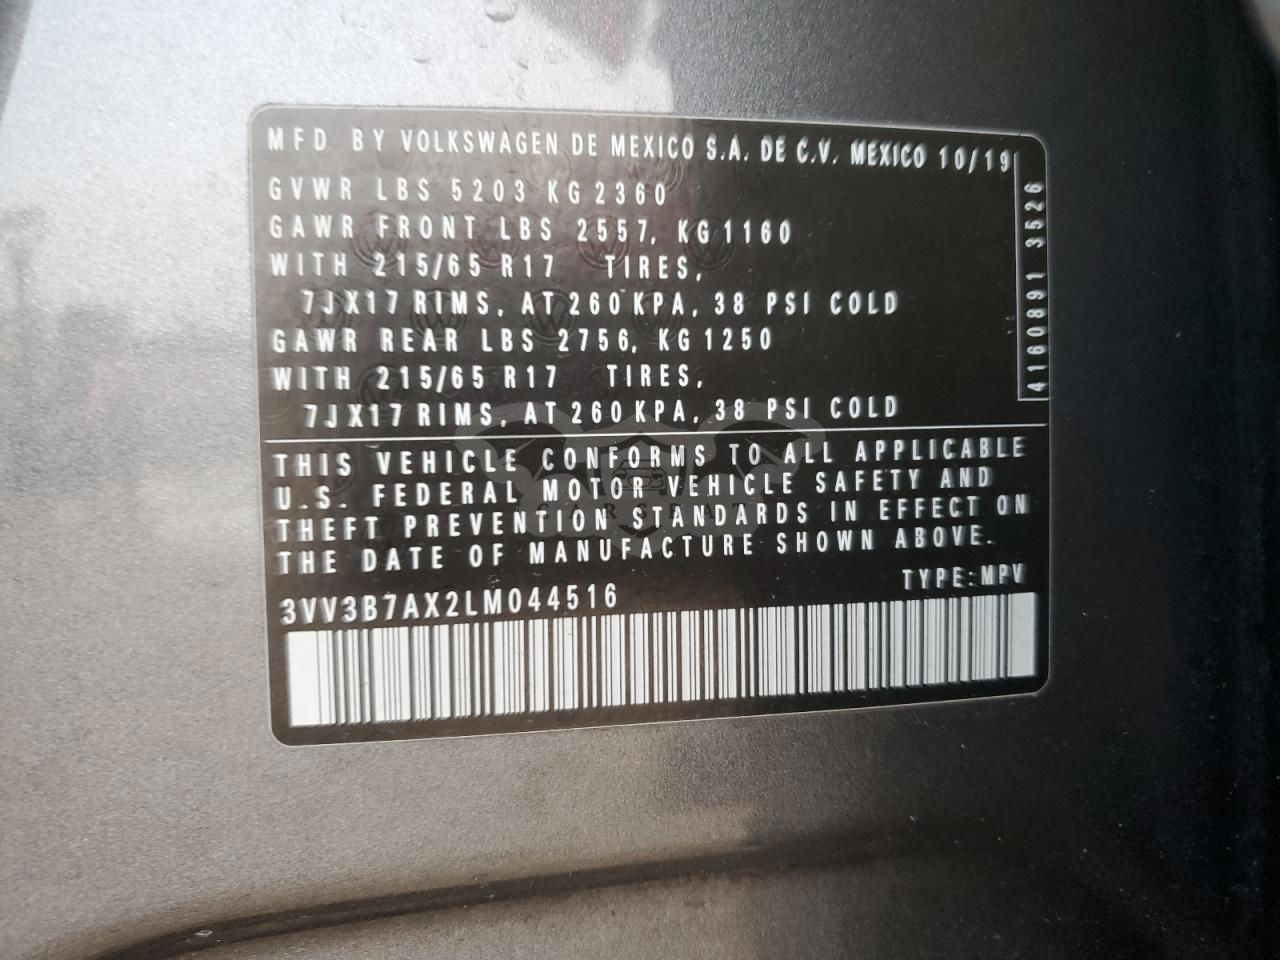 MFD BY VOLKSWAGEN DE MEXICO S.A. DE C.V. MEXICO 10/19
GVWR LBS 5203 KG 2360
GAWR FRONT LBS 2557, KG 1160
WITH 215/65 R17 TIRES,
7JX17 RIMS, AT 260 KPA, 38 PSI COLD
GAWR REAR LBS 2756, KG 1250
WITH 215/65 R17 TIRES,
7JX17 RIMS, AT 260 KPA, 38 PSI COLD
4160891 3526
THIS VEHICLE CONFORMS TO ALL APPLICABLE
U.S. FEDERAL MOTOR VEHICLE SAFETY AND
THEFT PREVENTION STANDARDS IN EFFECT ON
THE DATE OF MANUFACTURE SHOWN ABOVE.
TYPE:MPV
3VV3B7AX2LM044516